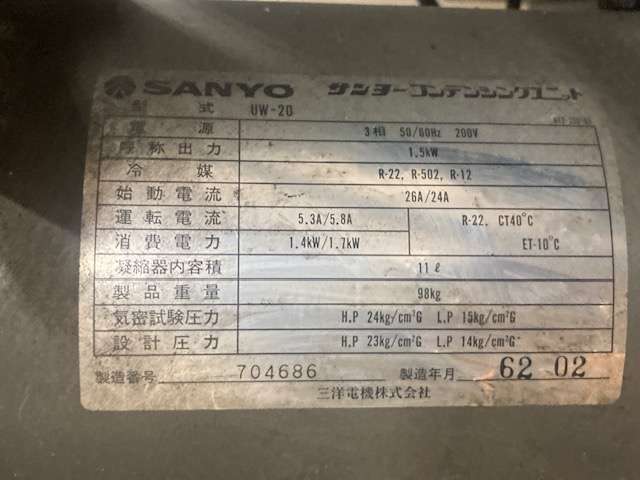 SANYO サンヨーコンデンシングユニット
型式 UW-20
電源 3相 50/60Hz 200V
呼称出力 1.5kW
冷媒 R-22, R-502, R-12
始動電流 26A/24A
運転電流 5.3A/5.8A R-22, CT40°C
消費電力 1.4kW/1.7kW ET-10°C
凝縮器内容積 11ℓ
製品重量 98kg
気密試験圧力 H.P 24kg/cm²G L.P 15kg/cm²G
設計圧力 H.P 23kg/cm²G L.P 14kg/cm²G
製造番号 704686 製造年月 62 02
三洋電機株式会社